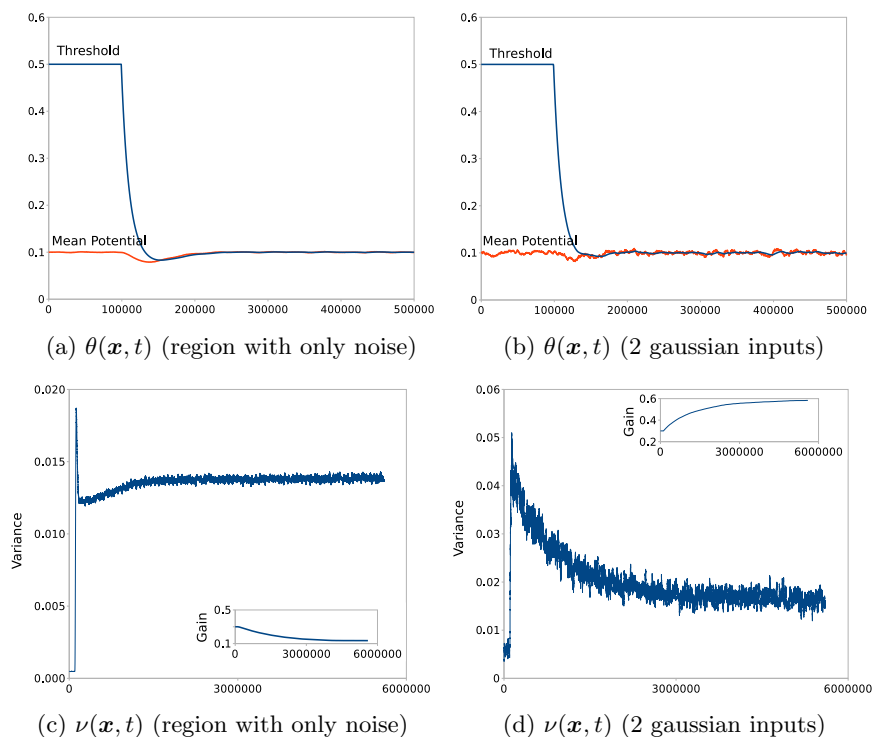 0.6
Threshold
0.5
0.4
0.3
0.2
Mean Potential
0.1
0
0 100000 200000 300000 400000 500000
(a) θ(x, t) (region with only noise)
0.6
Threshold
0.5
0.4
0.3
0.2
Mean Potential
0.1
0
0 100000 200000 300000 400000 500000
(b) θ(x, t) (2 gaussian inputs)
0.020
0.015
0.010
0.005
0.000
Variance
0 3000000 6000000
Gain
0.5
0.1
0 3000000 6000000
(c) ν(x, t) (region with only noise)
0.06
0.05
0.04
0.03
0.02
0.01
0
Variance
0 3000000 6000000
Gain
0.6
0.4
0.2
0 3000000 6000000
(d) ν(x, t) (2 gaussian inputs)